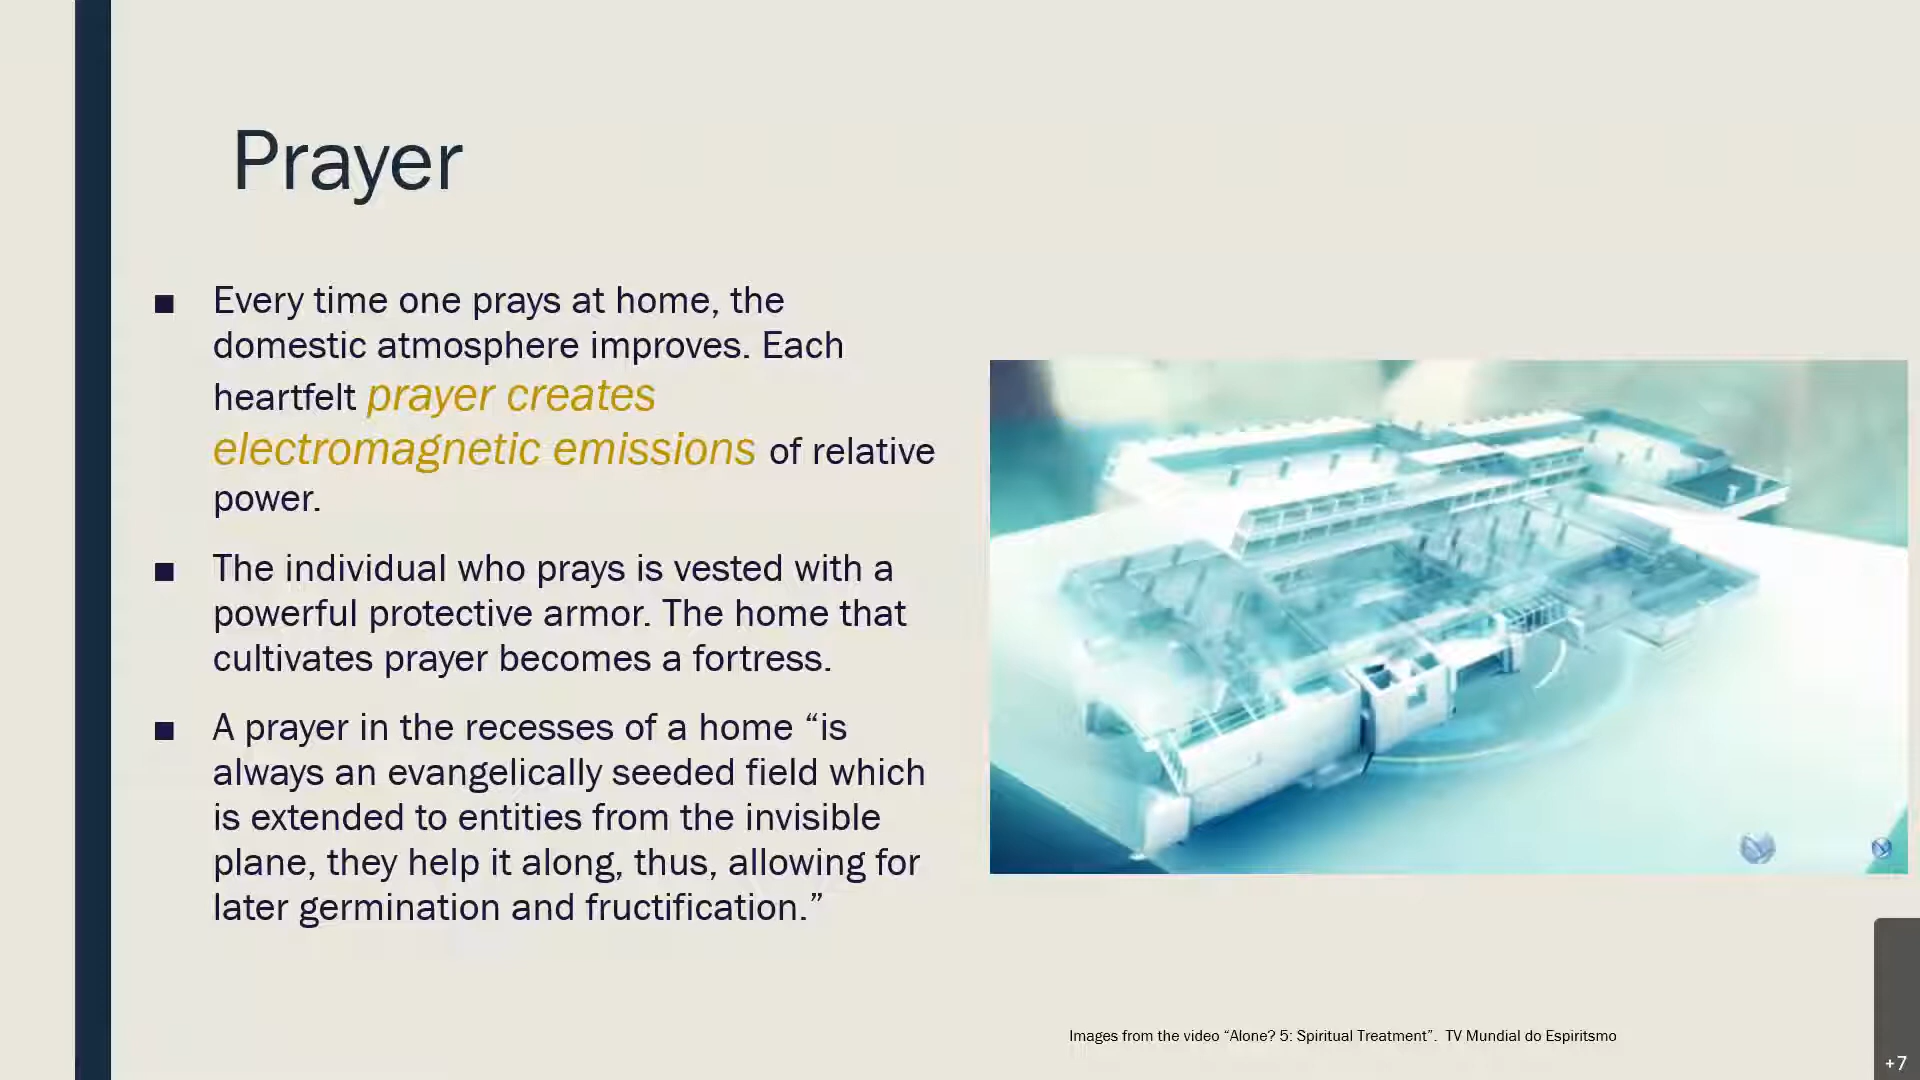 Prayer
■ Every time one prays at home, the
domestic atmosphere improves. Each
heartfelt prayer creates
electromagnetic emissions of relative
power.
■ The individual who prays is vested with a
powerful protective armor. The home that
cultivates prayer becomes a fortress.
■ A prayer in the recesses of a home “is
always an evangelically seeded field which
is extended to entities from the invisible
plane, they help it along, thus, allowing for
later germination and fructification.”
Images from the video “Alone? 5: Spiritual Treatment”. TV Mundial do Espiritsmo
+7